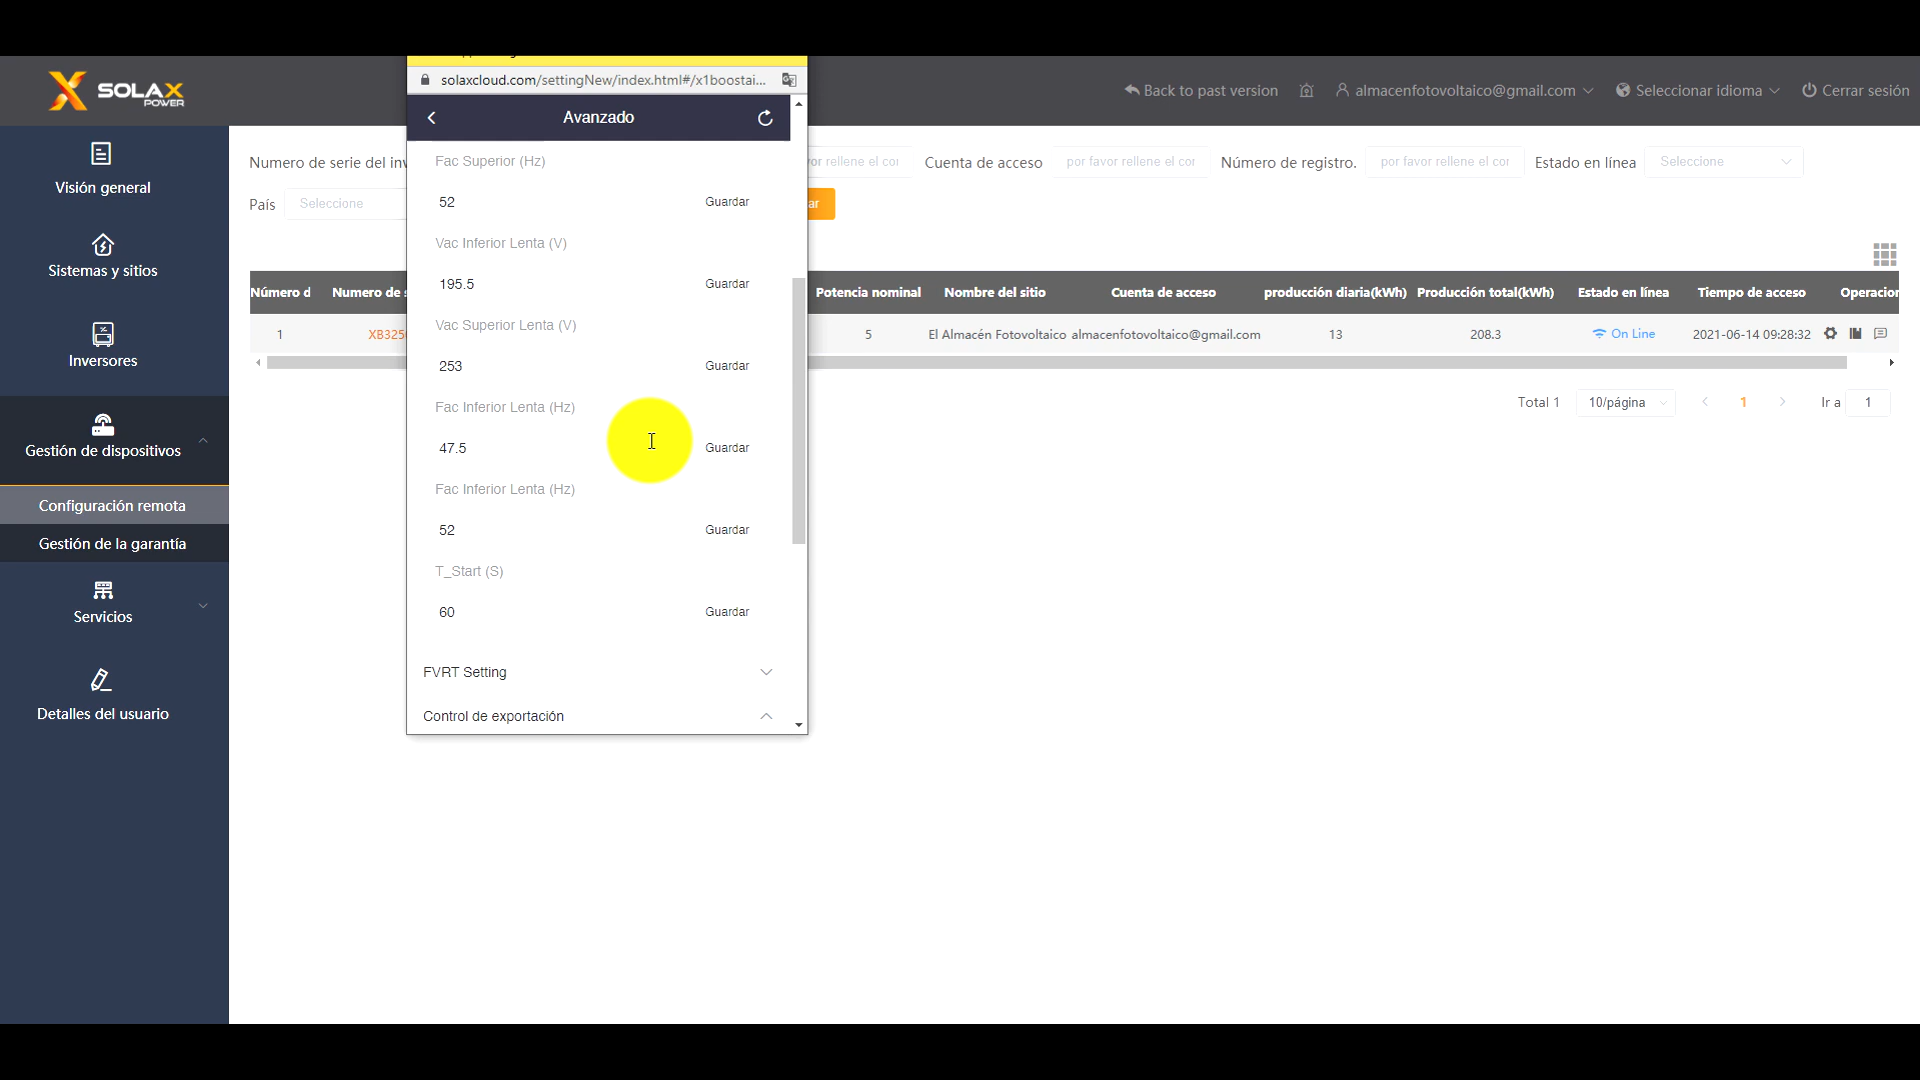 SOLAX
POWER
solaxcloud.com/settingNew/index.html#/x1boostai...
Back to past version
almacenfotovoltaico@gmail.com
Seleccionar idioma
Cerrar sesión
Avanzado
Visión general
Sistemas y sitios
Inversores
Gestión de dispositivos
Configuración remota
Gestión de la garantía
Servicios
Detalles del usuario
Numero de serie del inv
or rellene el cor
Cuenta de acceso
por favor rellene el cor
Número de registro.
por favor rellene el cor
Estado en línea
Seleccione
País
Seleccione
ar
Número d
Numero de s
Potencia nominal
Nombre del sitio
Cuenta de acceso
producción diaria(kWh)
Producción total(kWh)
Estado en línea
Tiempo de acceso
Operacion
1
XB325
5
El Almacén Fotovoltaico
almacenfotovoltaico@gmail.com
13
208.3
On Line
2021-06-14 09:28:32
Total 1
10/página
1
Ir a
1
Fac Superior (Hz)
52
Guardar
Vac Inferior Lenta (V)
195.5
Guardar
Vac Superior Lenta (V)
253
Guardar
Fac Inferior Lenta (Hz)
47.5
Guardar
Fac Inferior Lenta (Hz)
52
Guardar
T_Start (S)
60
Guardar
FVRT Setting
Control de exportación